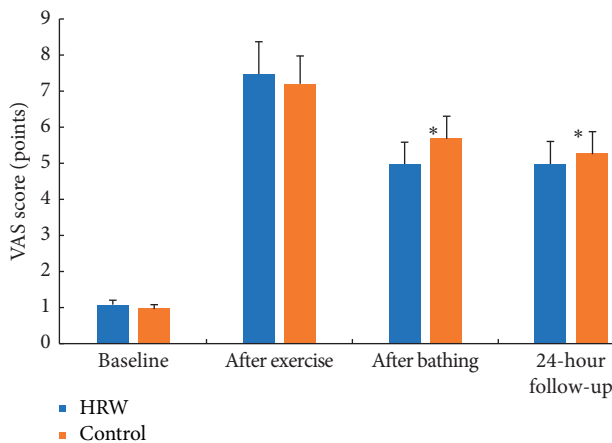 9
8
7
6
5
4
3
2
1
0
VAS score (points)
*
*
Baseline
After exercise
After bathing
24-hour
follow-up
HRW
Control